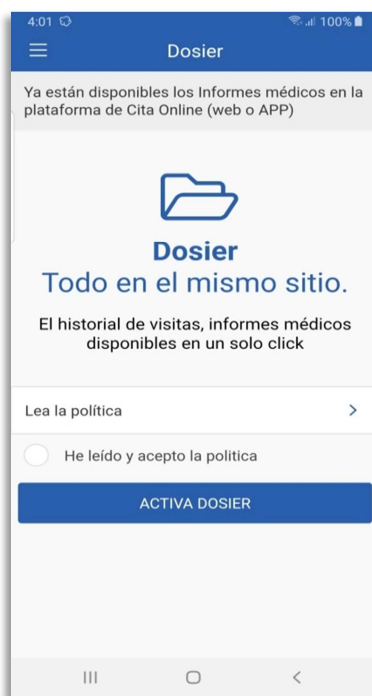 4:01 100%
Dosier
Ya están disponibles los Informes médicos en la
plataforma de Cita Online (web o APP)
Dosier
Todo en el mismo sitio.
El historial de visitas, informes médicos
disponibles en un solo click
Lea la política
He leído y acepto la politica
ACTIVA DOSIER